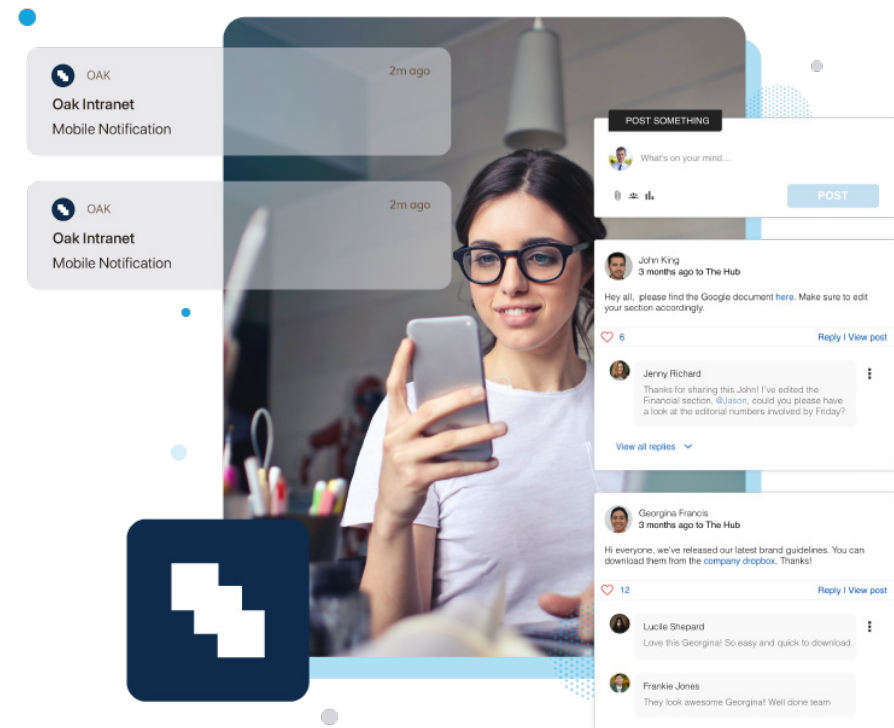 OAK
2m ago
Oak Intranet
Mobile Notification
OAK
2m ago
Oak Intranet
Mobile Notification
POST SOMETHING
What's on your mind....
POST
John King
3 months ago to The Hub
Hey all, please find the Google document here. Make sure to edit
your section accordingly.
6
Reply I View post
Jenny Richard
Thanks for sharing this John! I've edited the
Financial section, @Jason, could you please have
a look at the editorial numbers involved by Friday?
View all replies
Georgina Francis
3 months ago to The Hub
Hi everyone, we've released our latest brand guidelines. You can
download them from the company dropbox. Thanks!
12
Reply I View post
Lucile Shepard
Love this Georgina! So easy and quick to download.
Frankie Jones
They look awesome Georgina! Well done team